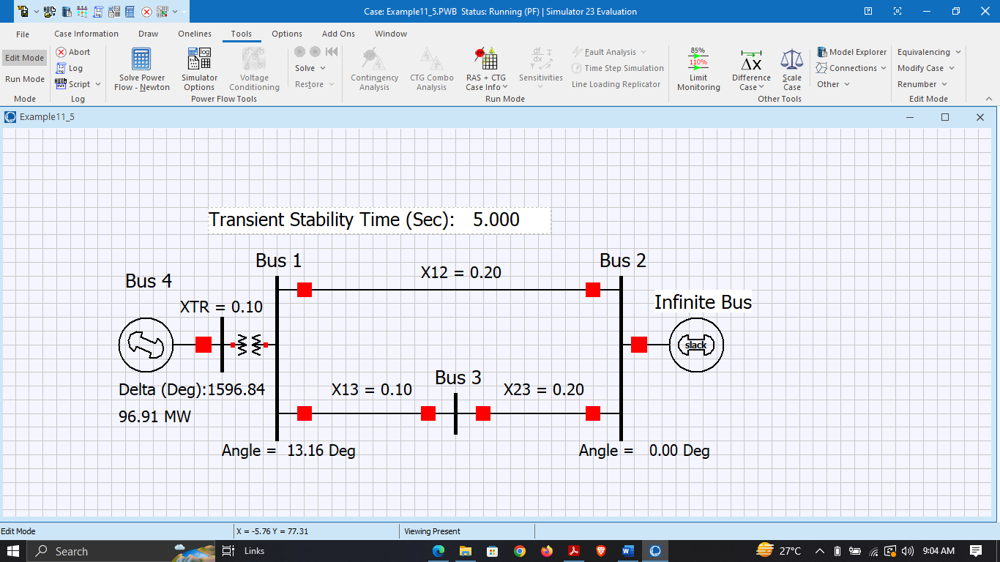 Case: Example11_5.PWB Status: Running (PF) | Simulator 23 Evaluation
File Case Information Draw Onelines Tools Options Add Ons Window
Edit Mode
Run Mode
Mode
Abort
Log
Script
Log
Solve Power Flow - Newton
Simulator Options
Voltage Conditioning
Power Flow Tools
Solve
Restore
Contingency Analysis
CTG Combo Analysis
RAS + CTG Case Info
Sensitivities
Fault Analysis
Time Step Simulation
Line Loading Replicator
Run Mode
85%
110%
Limit Monitoring
ΔX
Difference Case
Scale Case
Model Explorer
Connections
Other
Other Tools
Equivalencing
Modify Case
Renumber
Edit Mode
Example11_5
Transient Stability Time (Sec): 5.000
Bus 1
Bus 2
X12 = 0.20
Bus 4
Infinite Bus
XTR = 0.10
slack
Bus 3
Delta (Deg):1596.84
X13 = 0.10
X23 = 0.20
96.91 MW
Angle = 13.16 Deg
Angle = 0.00 Deg
Edit Mode
X = -5.76 Y = 77.31
Viewing Present
Search
Links
27°C
9:04 AM